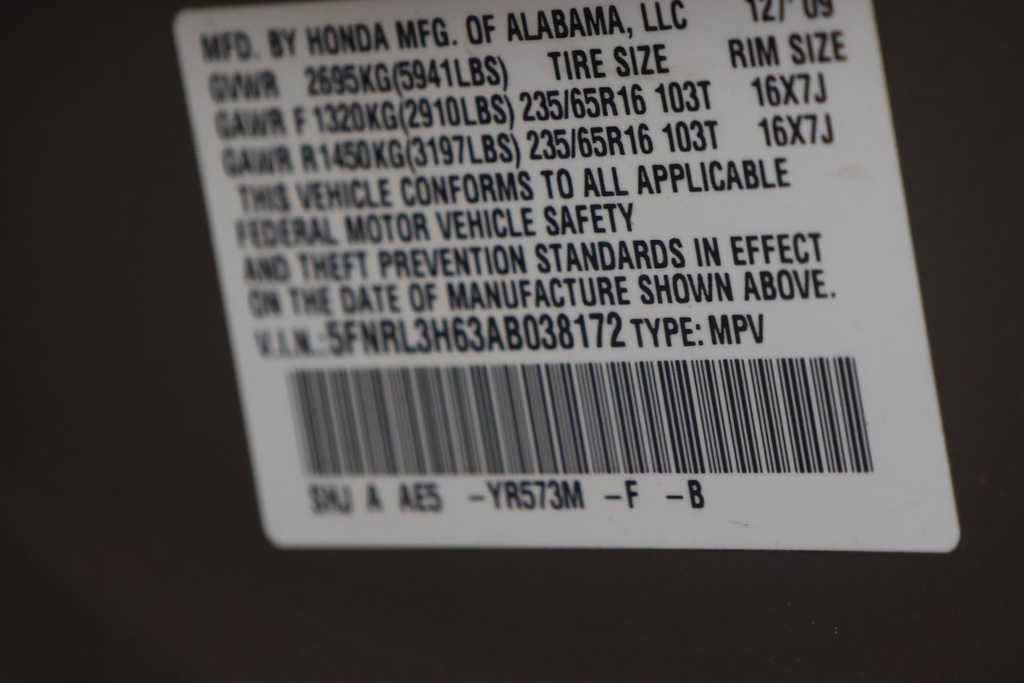 MFD. BY HONDA MFG. OF ALABAMA, LLC 12/'09
GVWR 2695KG(5941LBS) TIRE SIZE RIM SIZE
GAWR F 1320KG(2910LBS) 235/65R16 103T 16X7J
GAWR R1450KG(3197LBS) 235/65R16 103T 16X7J
THIS VEHICLE CONFORMS TO ALL APPLICABLE
FEDERAL MOTOR VEHICLE SAFETY
AND THEFT PREVENTION STANDARDS IN EFFECT
ON THE DATE OF MANUFACTURE SHOWN ABOVE.
V.I.N.:5FNRL3H63AB038172 TYPE: MPV
SHJ A AE5 -YR573M -F -B